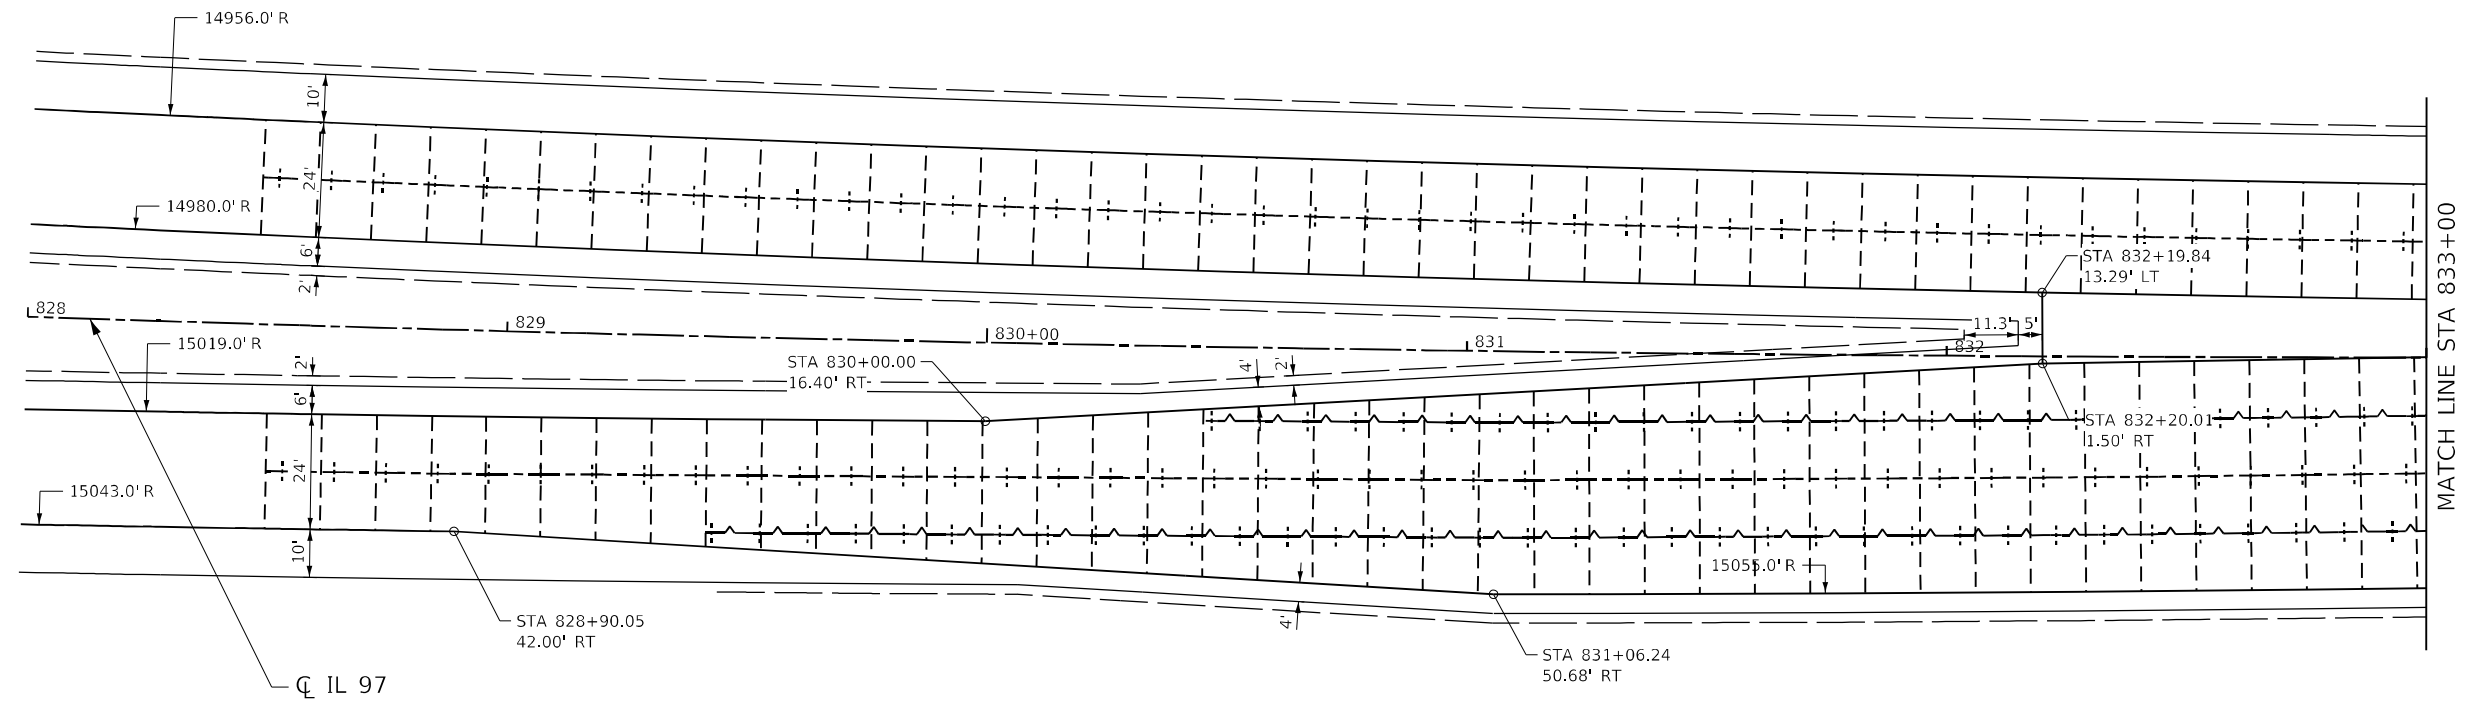 14956.0' R
10'
24'
14980.0' R
6'
2'
828
829
830+00
831
832
11.3'
5'
STA 832+19.84
13.29' LT
15019.0' R
2'
6'
STA 830+00.00
16.40' RT
4'
2'
STA 832+20.01
1.50' RT
24'
15043.0' R
10'
15055.0' R
STA 828+90.05
42.00' RT
4'
STA 831+06.24
50.68' RT
℄ IL 97
MATCH LINE STA 833+00